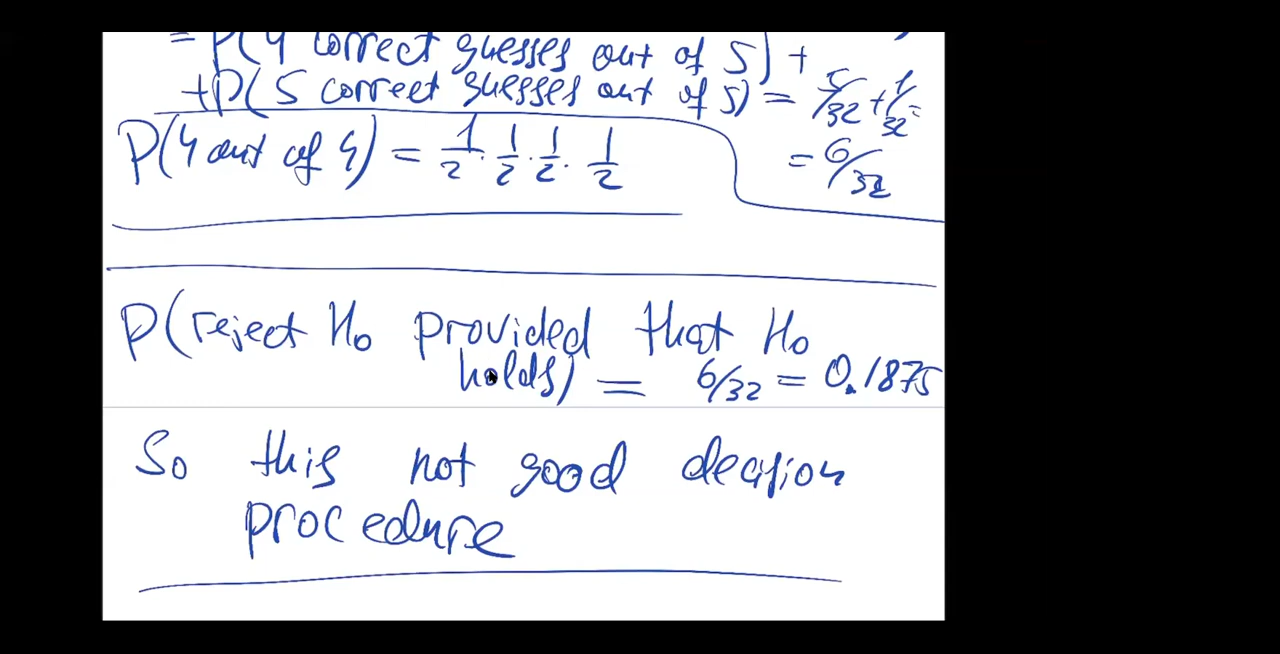 = P(4 correct guesses out of 5) +
+P(5 correct guesses out of 5) = 5/32 + 1/32 =
= 6/32
P(4 out of 4) = 1/2 · 1/2 · 1/2 · 1/2
P(reject H₀ provided that H₀
holds) = 6/32 = 0.1875
So this not good decision
procedure